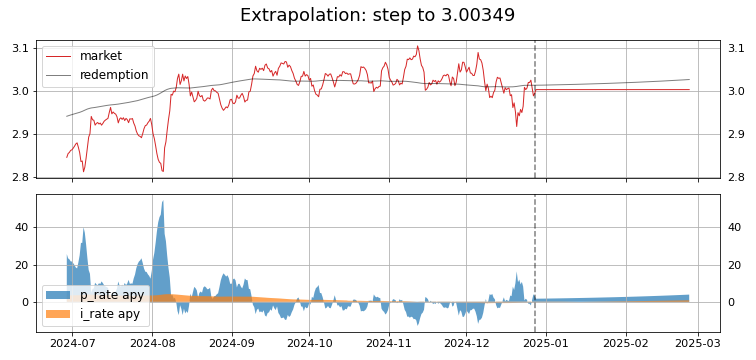 Extrapolation: step to 3.00349
3.1 3.1
market
redemption
3.0 3.0
2.9 2.9
2.8 2.8
40 40
20 20
p_rate apy
i_rate apy
0 0
2024-07 2024-08 2024-09 2024-10 2024-11 2024-12 2025-01 2025-02 2025-03